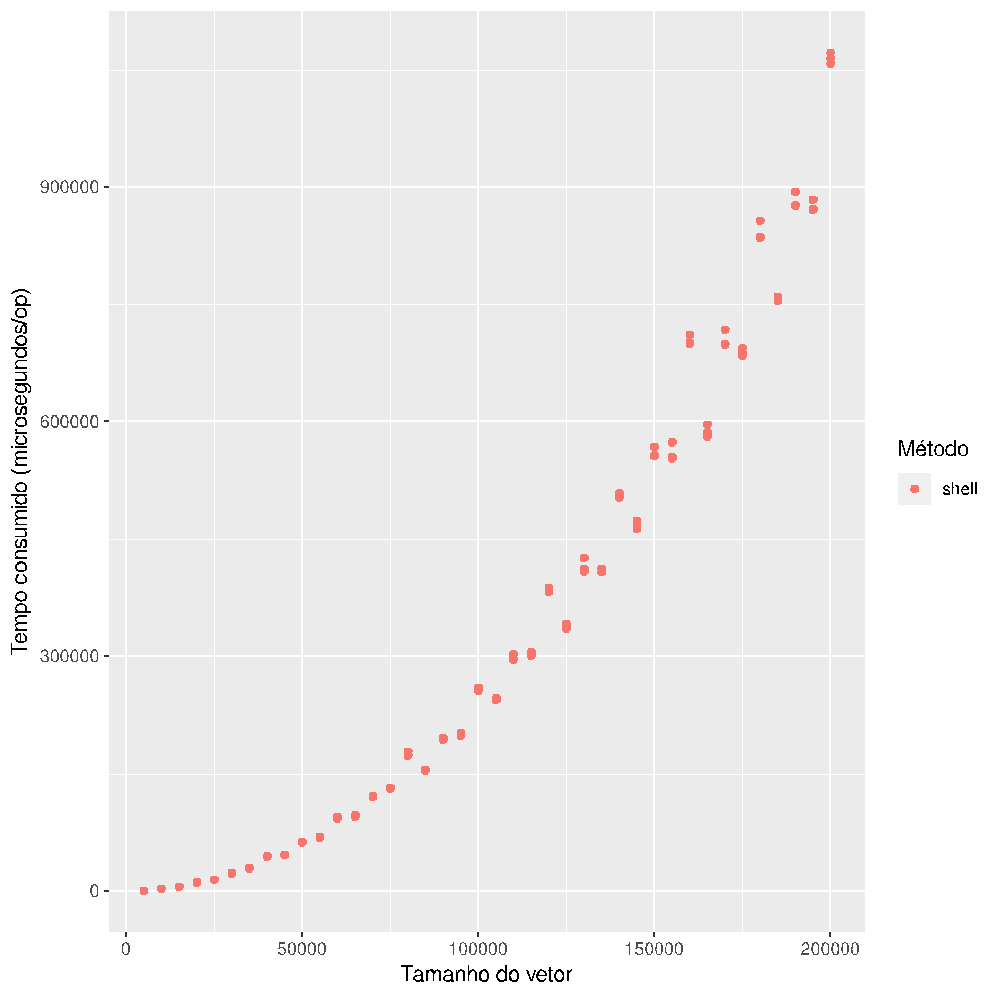 Tempo consumido (microsegundos/op)
900000
600000
300000
0
0 50000 100000 150000 200000
Tamanho do vetor
Método
shell